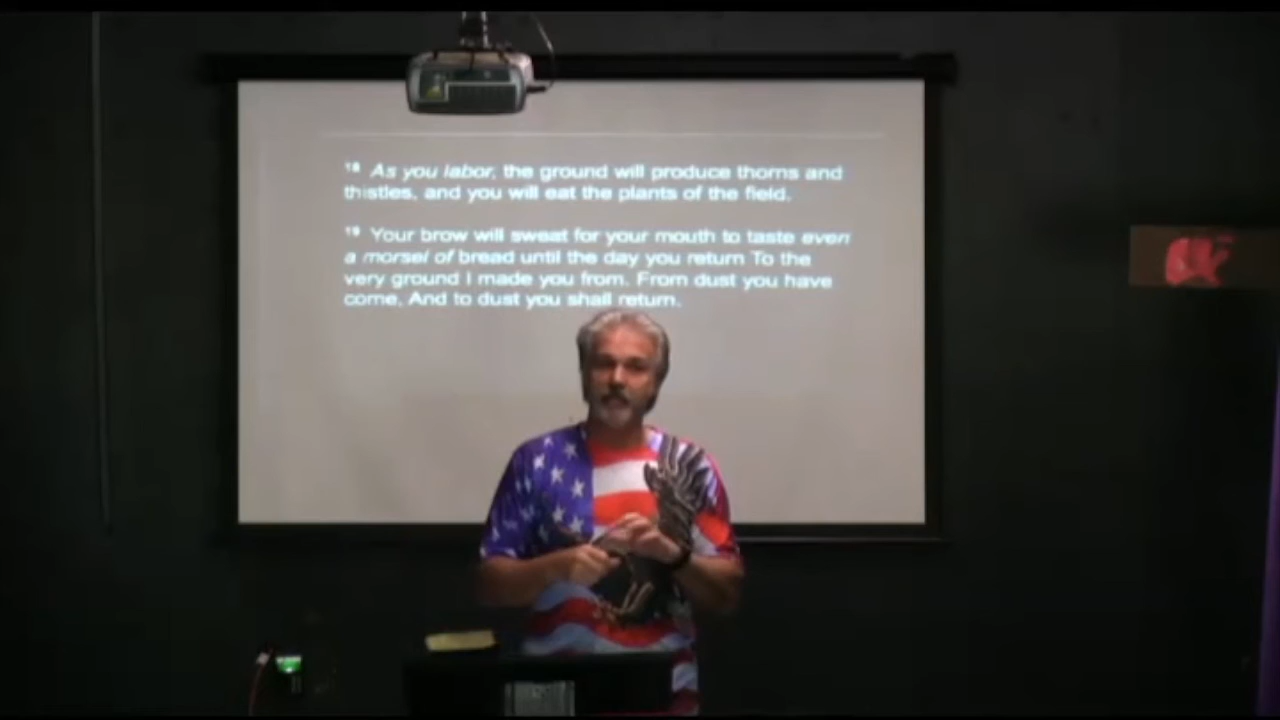 18 As you labor, the ground will produce thorns and
thistles, and you will eat the plants of the field.
19 Your brow will sweat for your mouth to taste even
a morsel of bread until the day you return To the
very ground I made you from. From dust you have
come, And to dust you shall return.